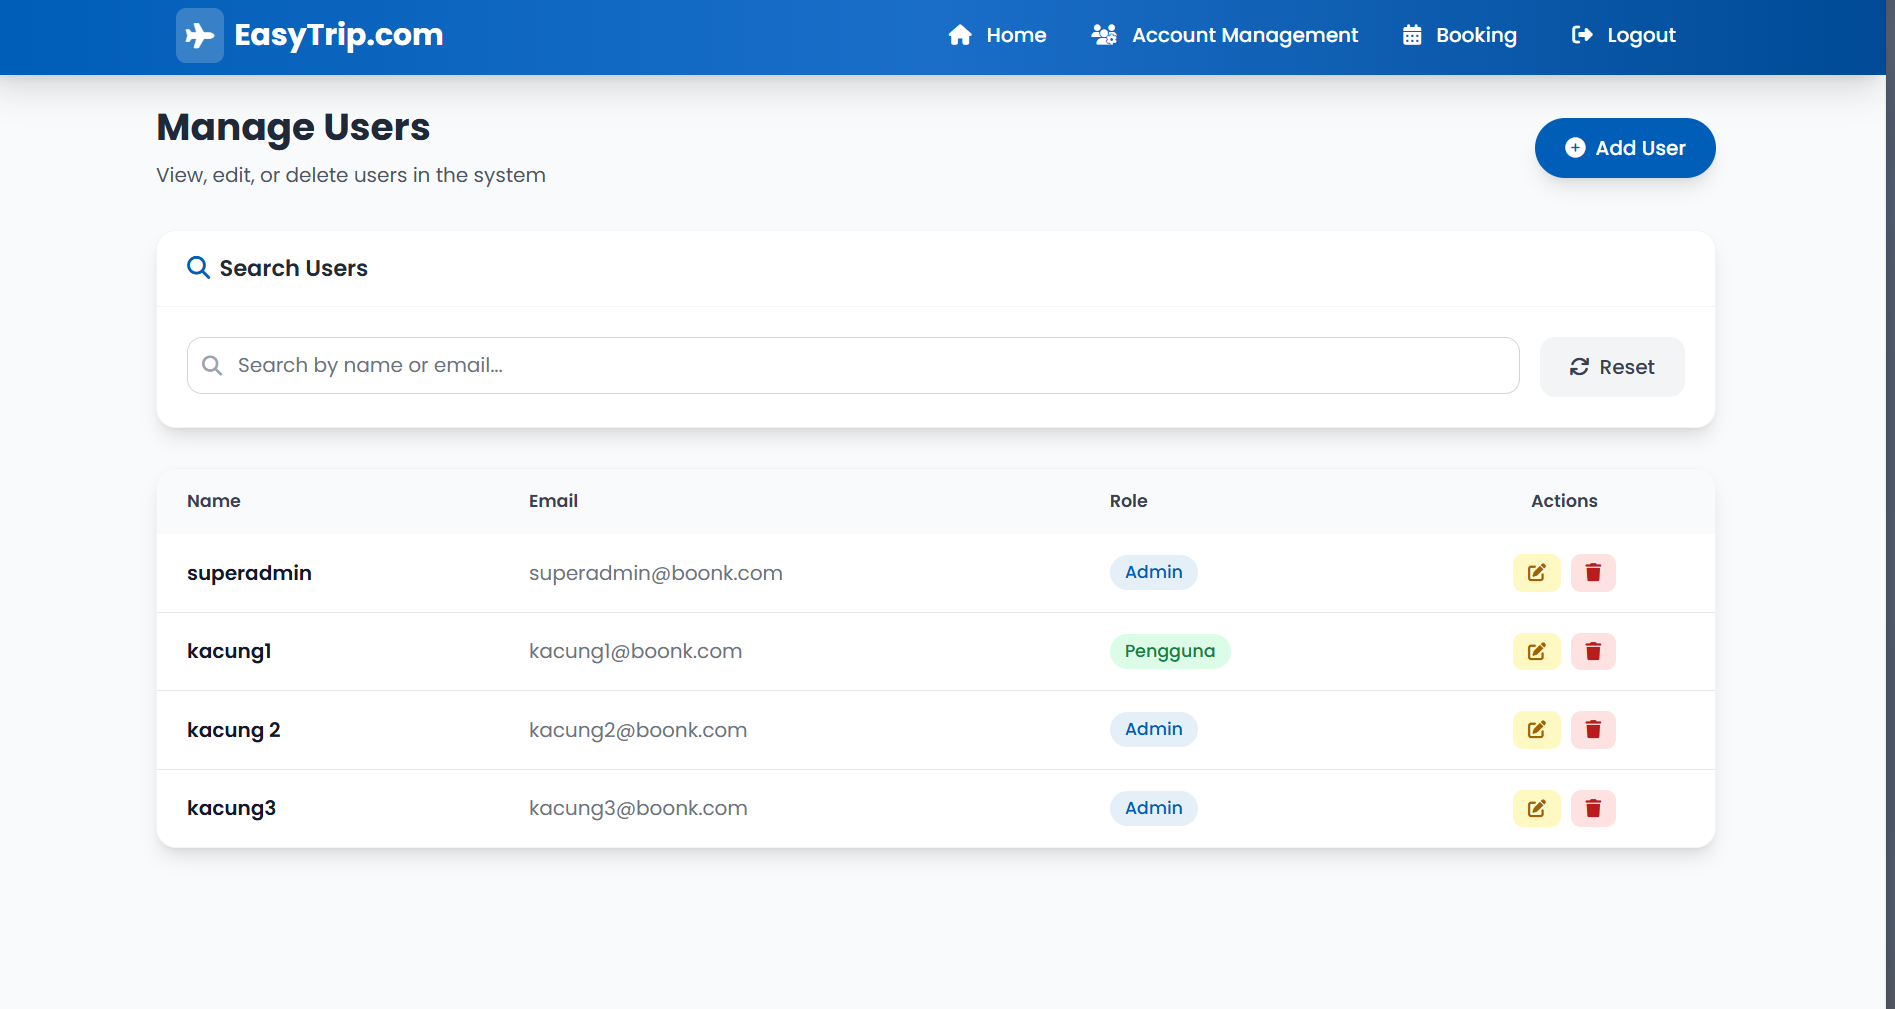 EasyTrip.com
Home
Account Management
Booking
Logout
Manage Users
View, edit, or delete users in the system
Add User
Search Users
Search by name or email...
Reset
Name Email Role Actions
superadmin superadmin@boonk.com Admin
kacung1 kacung1@boonk.com Pengguna
kacung 2 kacung2@boonk.com Admin
kacung3 kacung3@boonk.com Admin